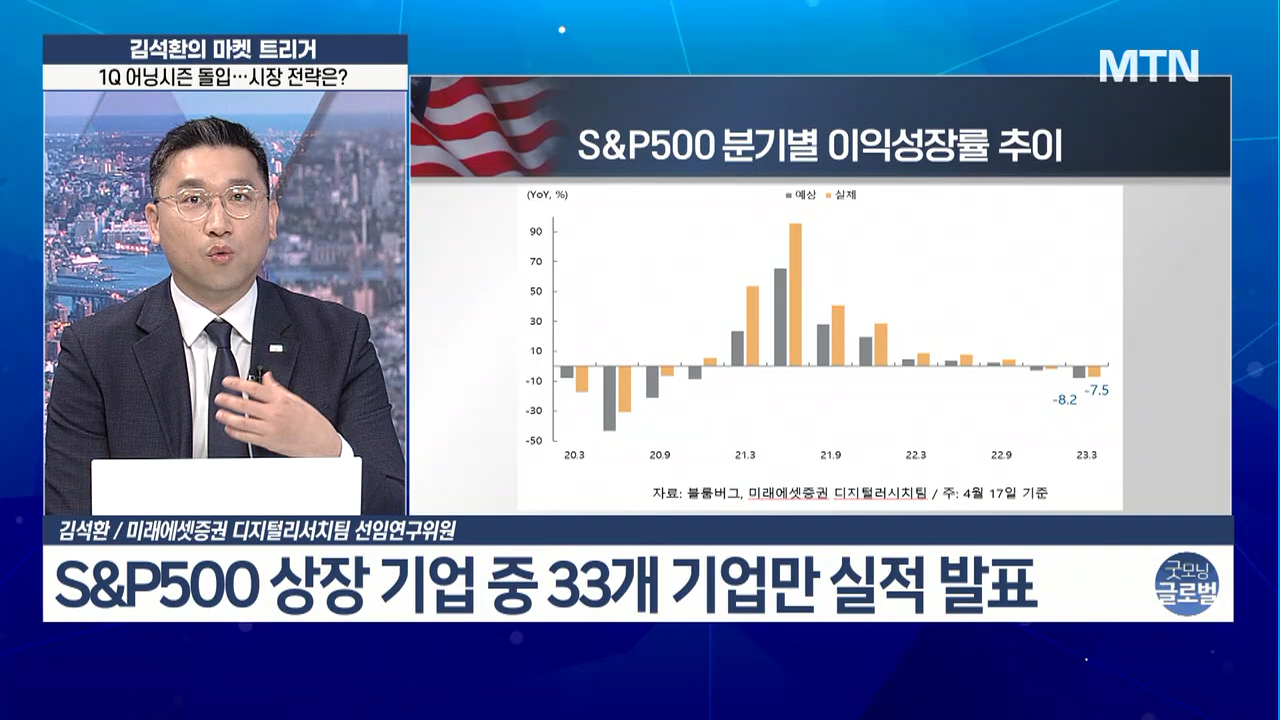 김석환의 마켓 트리거
1Q 어닝시즌 돌입…시장 전략은?
MTN
S&P500 분기별 이익성장률 추이
(YoY, %)
예상 실제
90
70
50
30
10
-10
-30
-50
-8.2
-7.5
20.3 20.9 21.3 21.9 22.3 22.9 23.3
자료: 블룸버그, 미래에셋증권 디지털러시치팀 / 주: 4월 17일 기준
김석환 / 미래에셋증권 디지털리서치팀 선임연구위원
S&P500 상장 기업 중 33개 기업만 실적 발표
굿모닝
글로벌